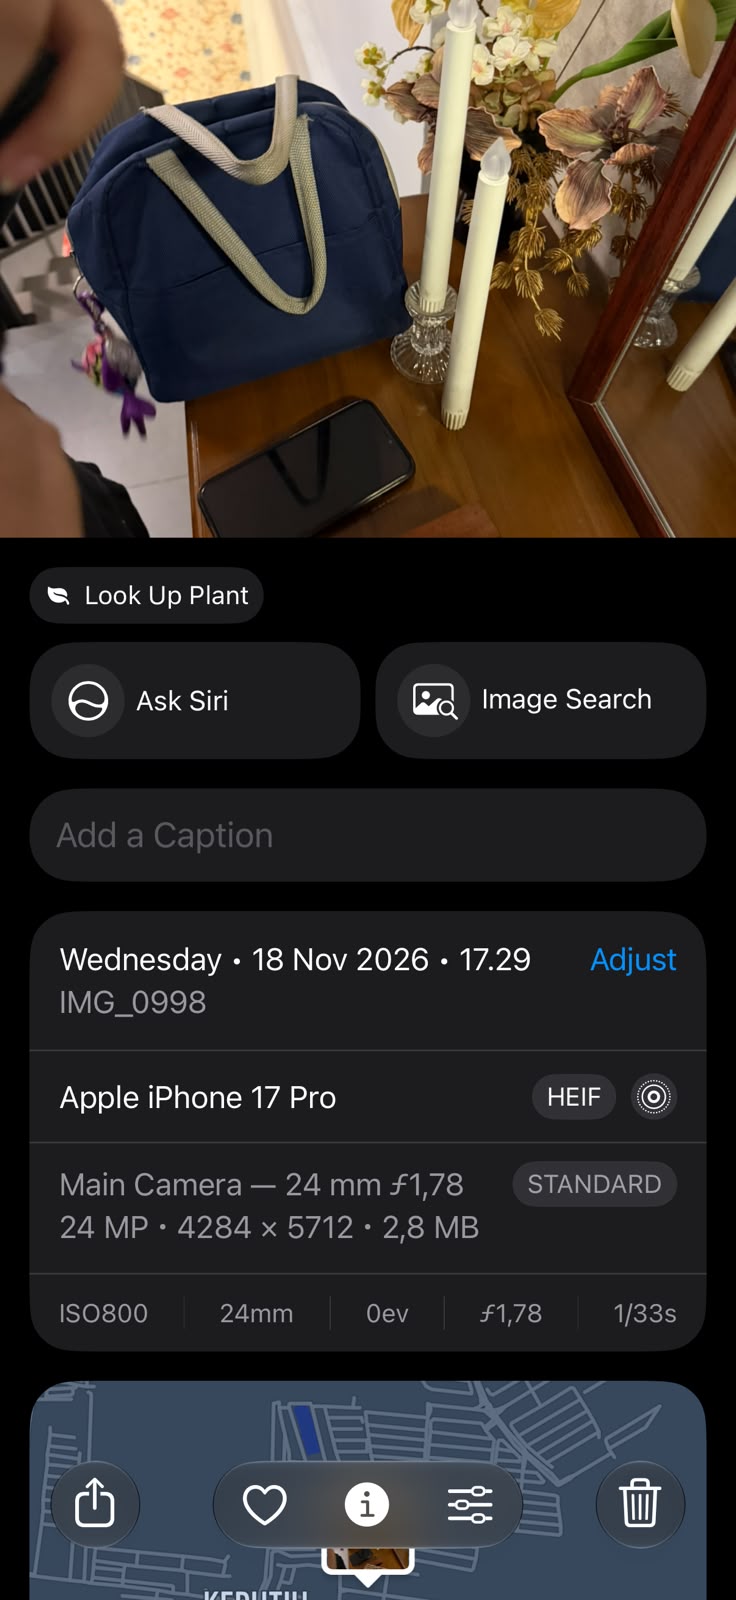 Look Up Plant
Ask Siri
Image Search
Add a Caption
Wednesday • 18 Nov 2026 • 17.29 Adjust
IMG_0998
Apple iPhone 17 Pro HEIF
Main Camera — 24 mm ƒ1,78 STANDARD
24 MP • 4284 × 5712 • 2,8 MB
ISO800 24mm 0ev ƒ1,78 1/33s